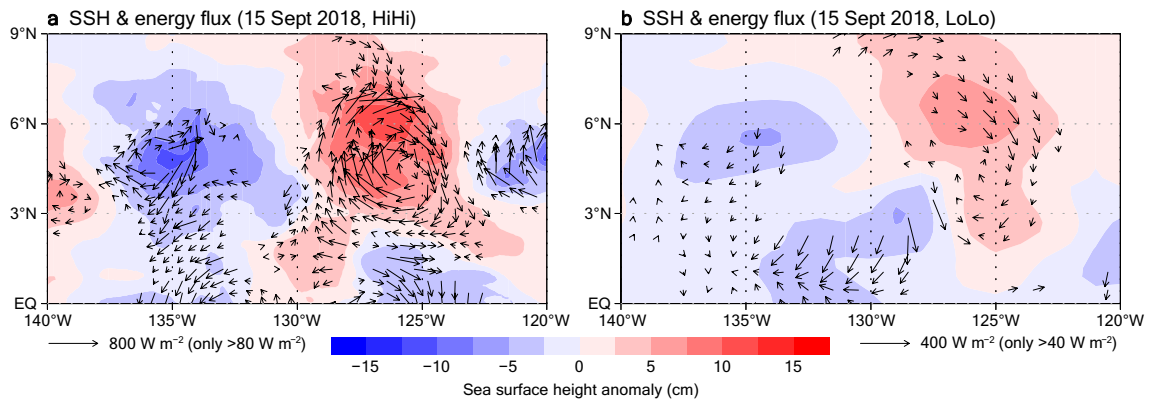 a SSH & energy flux (15 Sept 2018, HiHi)
b SSH & energy flux (15 Sept 2018, LoLo)
9°N
6°N
3°N
EQ
140°W 135°W 130°W 125°W 120°W
9°N
6°N
3°N
EQ
140°W 135°W 130°W 125°W 120°W
800 W m⁻² (only >80 W m⁻²)
−15 −10 −5 0 5 10 15
Sea surface height anomaly (cm)
400 W m⁻² (only >40 W m⁻²)